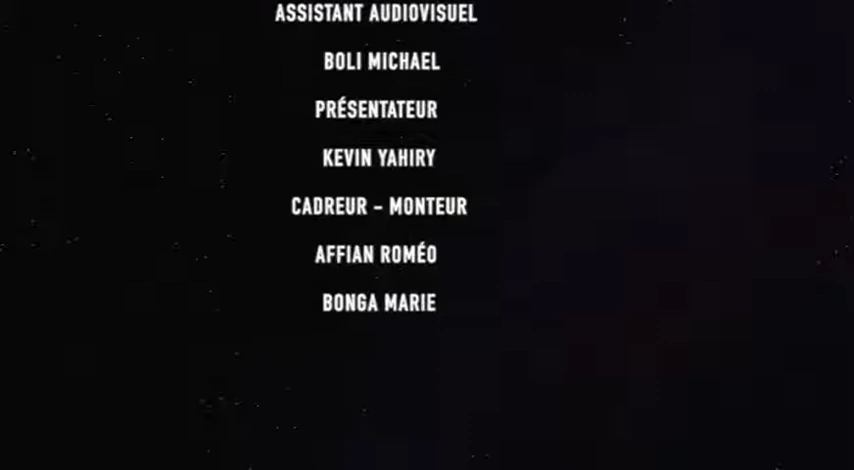 ASSISTANT AUDIOVISUEL
BOLI MICHAEL
PRÉSENTATEUR
KEVIN YAHIRY
CADREUR - MONTEUR
AFFIAN ROMÉO
BONGA MARIE